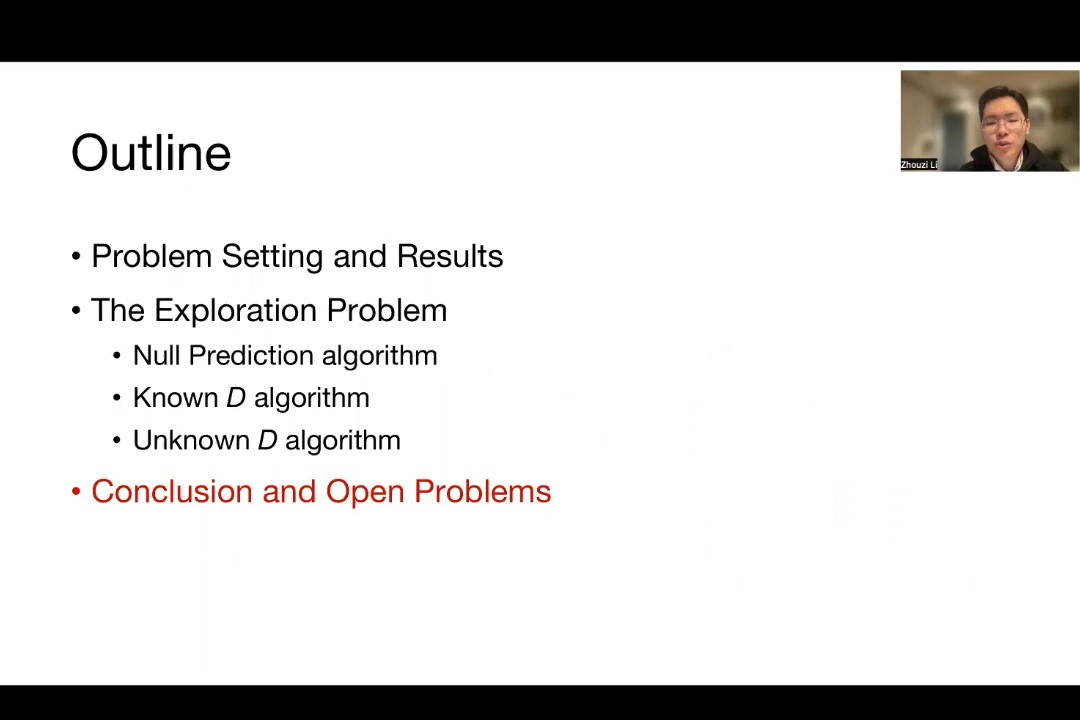 Outline
Zhouzi Li
• Problem Setting and Results
• The Exploration Problem
• Null Prediction algorithm
• Known D algorithm
• Unknown D algorithm
• Conclusion and Open Problems